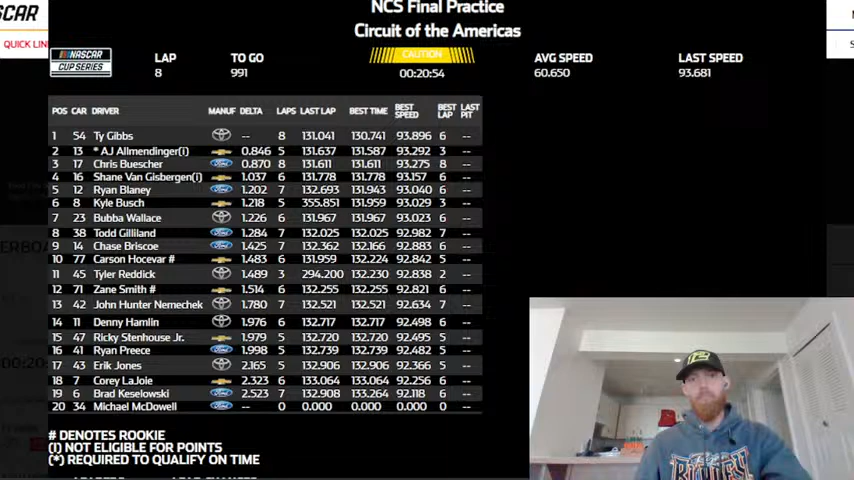 NCS Final Practice
SCAR
Circuit of the Americas
QUICK LIN
NASCAR CUP SERIES
LAP TO GO CAUTION AVG SPEED LAST SPEED
8 991 00:20:54 60.650 93.681
POS CAR DRIVER MANUF DELTA LAPS LAST LAP BEST TIME BEST SPEED BEST LAP LAST PIT
1 54 Ty Gibbs -- 8 131.041 130.741 93.896 6 --
2 13 * AJ Allmendinger(i) 0.846 5 131.637 131.587 93.292 3 --
3 17 Chris Buescher 0.870 8 131.611 131.611 93.275 8 --
4 16 Shane Van Gisbergen(i) 1.037 6 131.778 131.778 93.157 6 --
5 12 Ryan Blaney 1.202 7 132.693 131.943 93.040 6 --
6 8 Kyle Busch 1.218 5 355.851 131.959 93.029 3 --
7 23 Bubba Wallace 1.226 6 131.967 131.967 93.023 6 --
8 38 Todd Gilliland 1.284 7 132.025 132.025 92.982 7 --
9 14 Chase Briscoe 1.425 7 132.362 132.166 92.883 6 --
10 77 Carson Hocevar # 1.483 6 131.959 132.224 92.842 5 --
11 45 Tyler Reddick 1.489 3 294.200 132.230 92.838 2 --
12 71 Zane Smith # 1.514 6 132.255 132.255 92.821 6 --
13 42 John Hunter Nemechek 1.780 7 132.521 132.521 92.634 7 --
14 11 Denny Hamlin 1.976 6 132.717 132.717 92.498 6 --
15 47 Ricky Stenhouse Jr. 1.979 5 132.720 132.720 92.495 5 --
16 41 Ryan Preece 1.998 5 132.739 132.739 92.482 5 --
17 43 Erik Jones 2.165 5 132.906 132.906 92.366 5 --
18 7 Corey LaJoie 2.323 6 133.064 133.064 92.256 6 --
19 6 Brad Keselowski 2.523 7 132.908 133.264 92.118 6 --
20 34 Michael McDowell -- 0 0.000 0.000 0.000 0 --
# DENOTES ROOKIE
(i) NOT ELIGIBLE FOR POINTS
(*) REQUIRED TO QUALIFY ON TIME